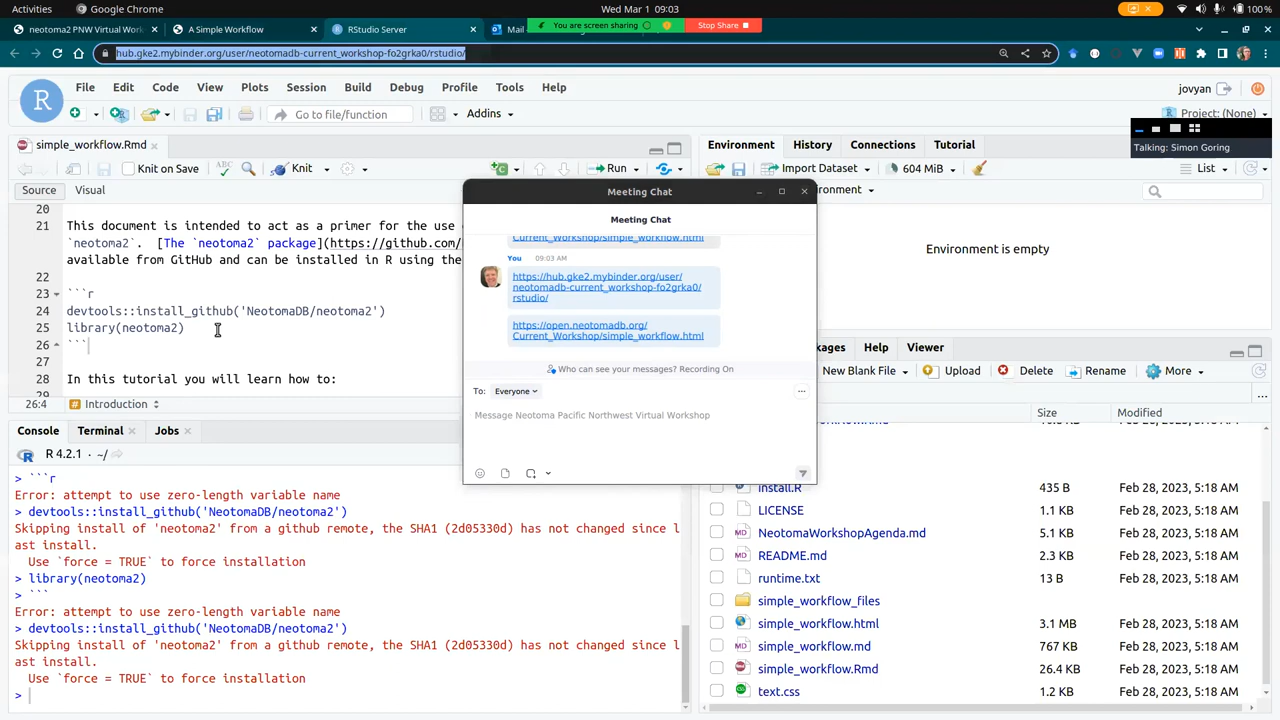 Activities Google Chrome Wed Mar 1 09:03 100 %
neotoma2 PNW Virtual Work A Simple Workflow RStudio Server Mail
You are screen sharing Stop Share
hub.gke2.mybinder.org/user/neotomadb-current_workshop-fo2grka0/rstudio/
File Edit Code View Plots Session Build Debug Profile Tools Help
jovyan
Go to file/function Addins
Project: (None)
simple_workflow.Rmd
Environment History Connections Tutorial
Talking: Simon Goring
Knit on Save Knit Run
Import Dataset 604 MiB List
Source Visual
Environment is empty
20
21 This document is intended to act as a primer for the use
`neotoma2`. [The `neotoma2` package](https://github.com/
available from GitHub and can be installed in R using the
22
23 ```r
24 devtools::install_github('NeotomaDB/neotoma2')
25 library(neotoma2)
26 ```
27
28 In this tutorial you will learn how to:
26:4 Introduction
Meeting Chat
Meeting Chat
Current_Workshop/simple_workflow.html
You 09:03 AM
https://hub.gke2.mybinder.org/user/
neotomadb-current_workshop-fo2grka0/
rstudio/
https://open.neotomadb.org/
Current_Workshop/simple_workflow.html
Who can see your messages? Recording On
To: Everyone
Message Neotoma Pacific Northwest Virtual Workshop
Console Terminal Jobs
R 4.2.1 · ~/
> ```r
Error: attempt to use zero-length variable name
> devtools::install_github('NeotomaDB/neotoma2')
Skipping install of 'neotoma2' from a github remote, the SHA1 (2d05330d) has not changed since l
ast install.
Use `force = TRUE` to force installation
> library(neotoma2)
> ```
Error: attempt to use zero-length variable name
> devtools::install_github('NeotomaDB/neotoma2')
Skipping install of 'neotoma2' from a github remote, the SHA1 (2d05330d) has not changed since l
ast install.
Use `force = TRUE` to force installation
>
Help Viewer
New Blank File Upload Delete Rename More
Size Modified
install.R 435 B Feb 28, 2023, 5:18 AM
LICENSE 1.1 KB Feb 28, 2023, 5:18 AM
NeotomaWorkshopAgenda.md 5.1 KB Feb 28, 2023, 5:18 AM
README.md 2.3 KB Feb 28, 2023, 5:18 AM
runtime.txt 13 B Feb 28, 2023, 5:18 AM
simple_workflow_files
simple_workflow.html 3.1 MB Feb 28, 2023, 5:18 AM
simple_workflow.md 767 KB Feb 28, 2023, 5:18 AM
simple_workflow.Rmd 26.4 KB Feb 28, 2023, 5:18 AM
text.css 1.2 KB Feb 28, 2023, 5:18 AM